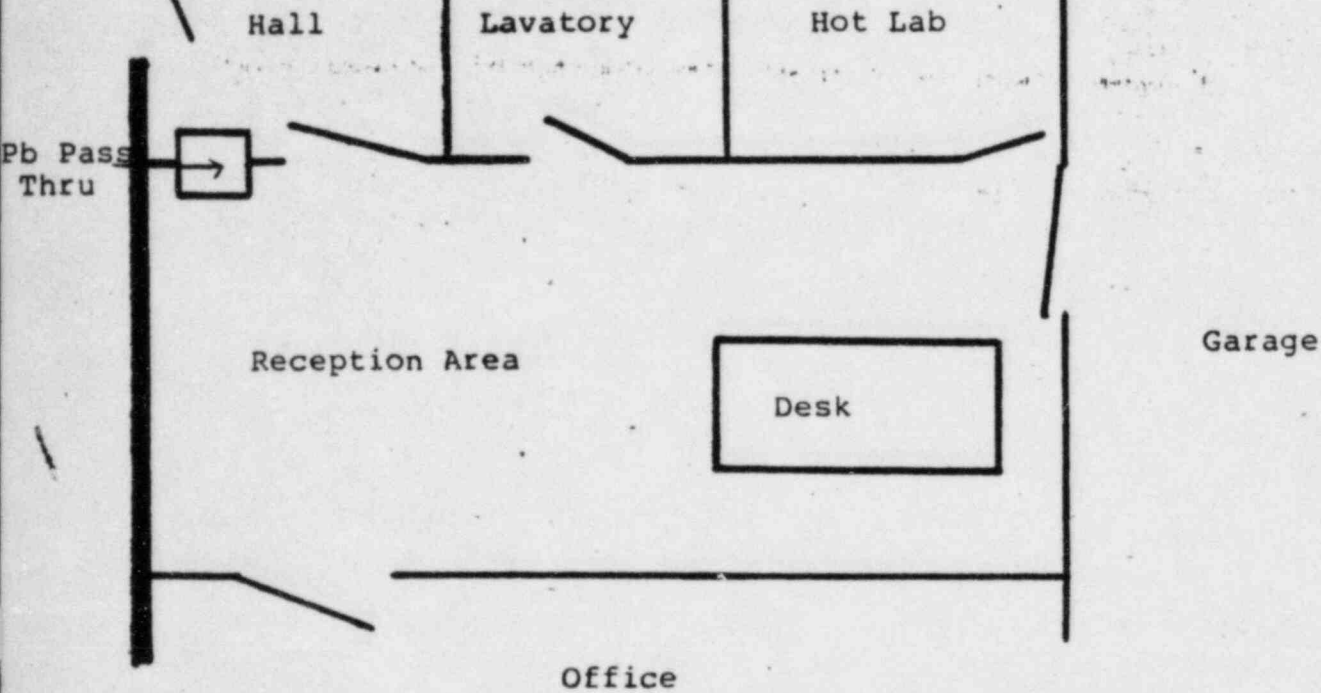 Hall
Lavatory
Hot Lab
Pb Pass
Thru
Garage
Reception Area
Desk
Office